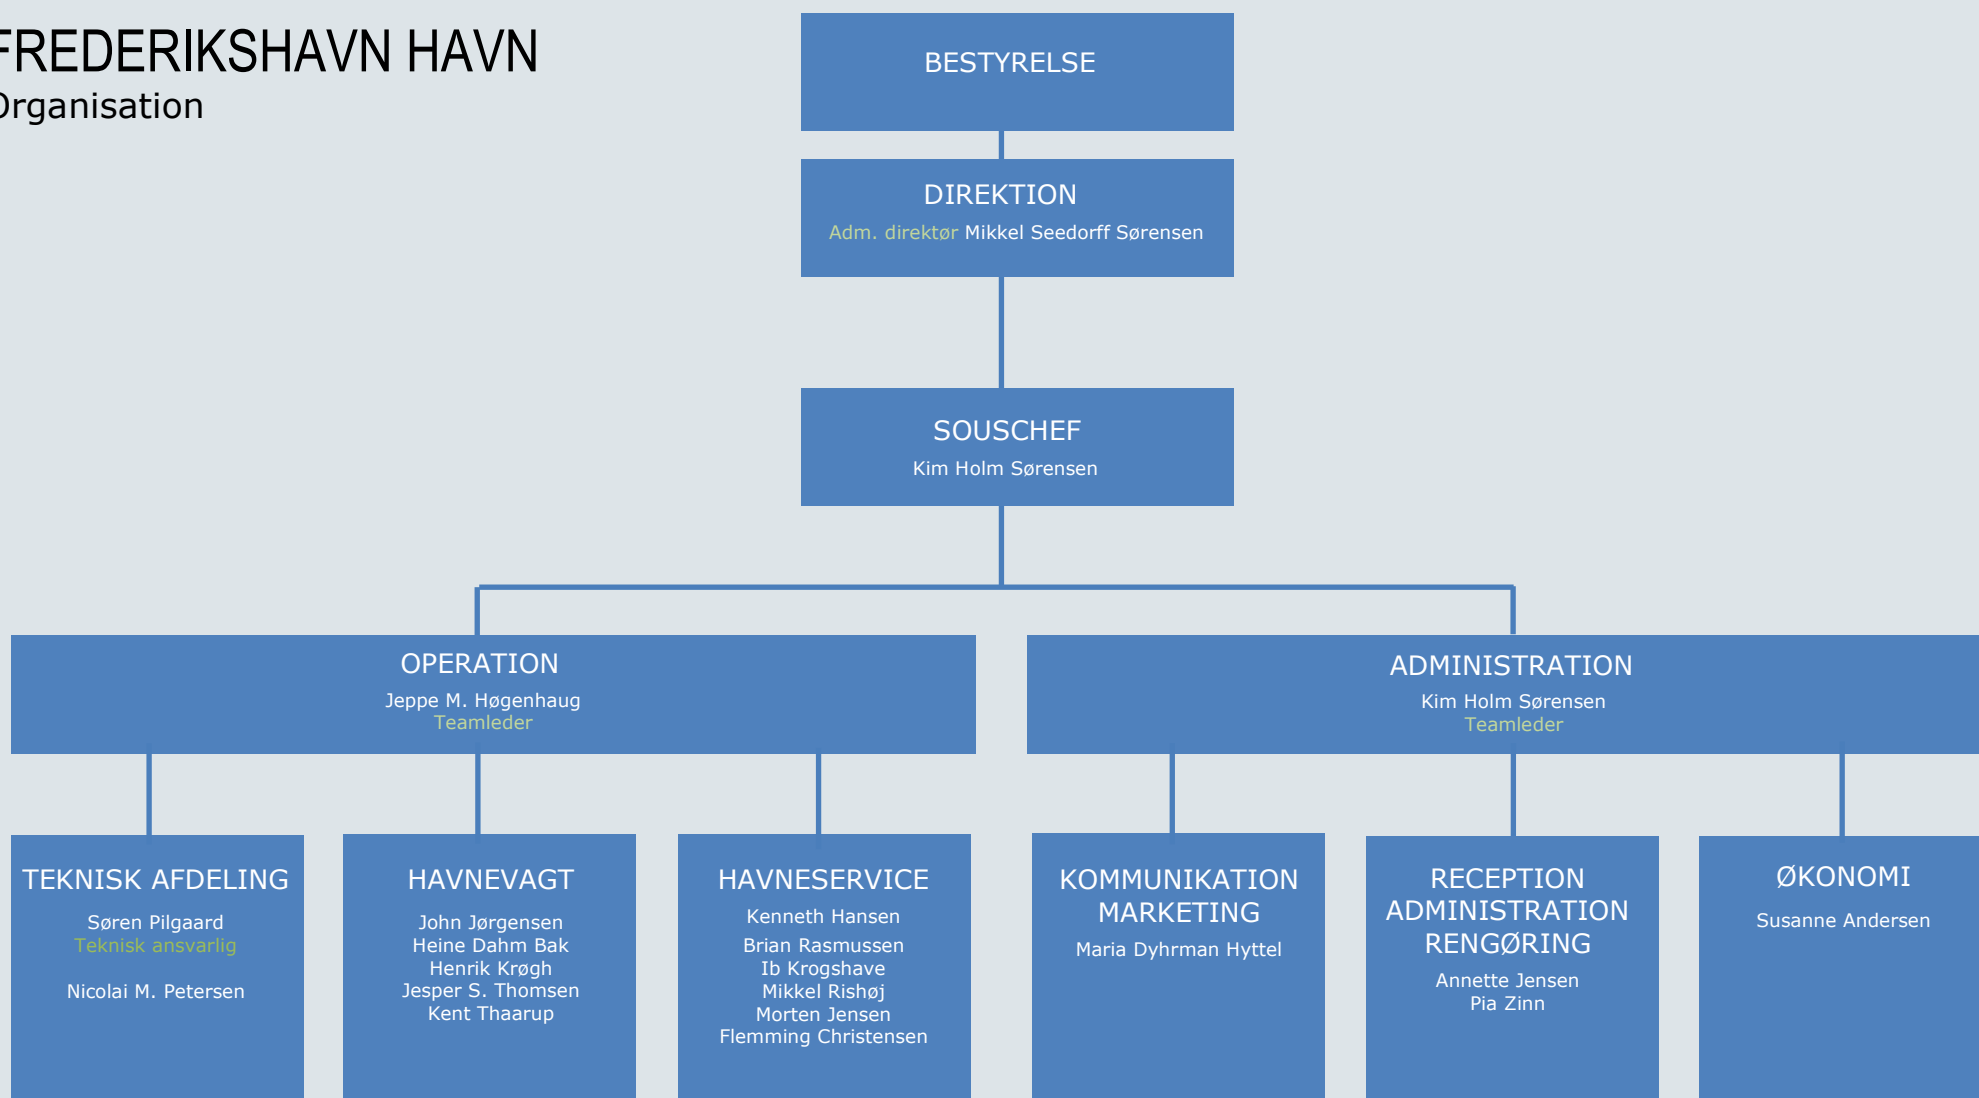 FREDERIKSHAVN HAVN
Organisation
BESTYRELSE
DIREKTION
Adm. direktør Mikkel Seedorff Sørensen
SOUSCHEF
Kim Holm Sørensen
OPERATION
Jeppe M. Høgenhaug
Teamleder
ADMINISTRATION
Kim Holm Sørensen
Teamleder
TEKNISK AFDELING
Søren Pilgaard
Teknisk ansvarlig
Nicolai M. Petersen
HAVNEVAGT
John Jørgensen
Heine Dahm Bak
Henrik Krøgh
Jesper S. Thomsen
Kent Thaarup
HAVNESERVICE
Kenneth Hansen
Brian Rasmussen
Ib Krogshave
Mikkel Rishøj
Morten Jensen
Flemming Christensen
KOMMUNIKATION
MARKETING
Maria Dyhrman Hyttel
RECEPTION
ADMINISTRATION
RENGØRING
Annette Jensen
Pia Zinn
ØKONOMI
Susanne Andersen